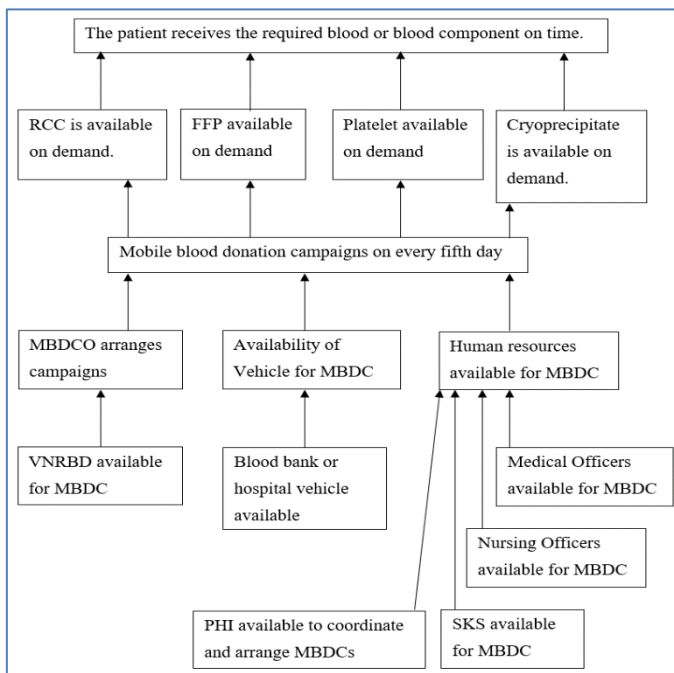 The patient receives the required blood or blood component on time.
RCC is available
on demand.
FFP available
on demand
Platelet available
on demand
Cryoprecipitate
is available on
demand.
Mobile blood donation campaigns on every fifth day
MBDCO arranges
campaigns
Availability of
Vehicle for MBDC
Human resources
available for MBDC
VNRBD available
for MBDC
Blood bank or
hospital vehicle
available
Medical Officers
available for MBDC
Nursing Officers
available for MBDC
PHI available to coordinate
and arrange MBDCs
SKS available
for MBDC